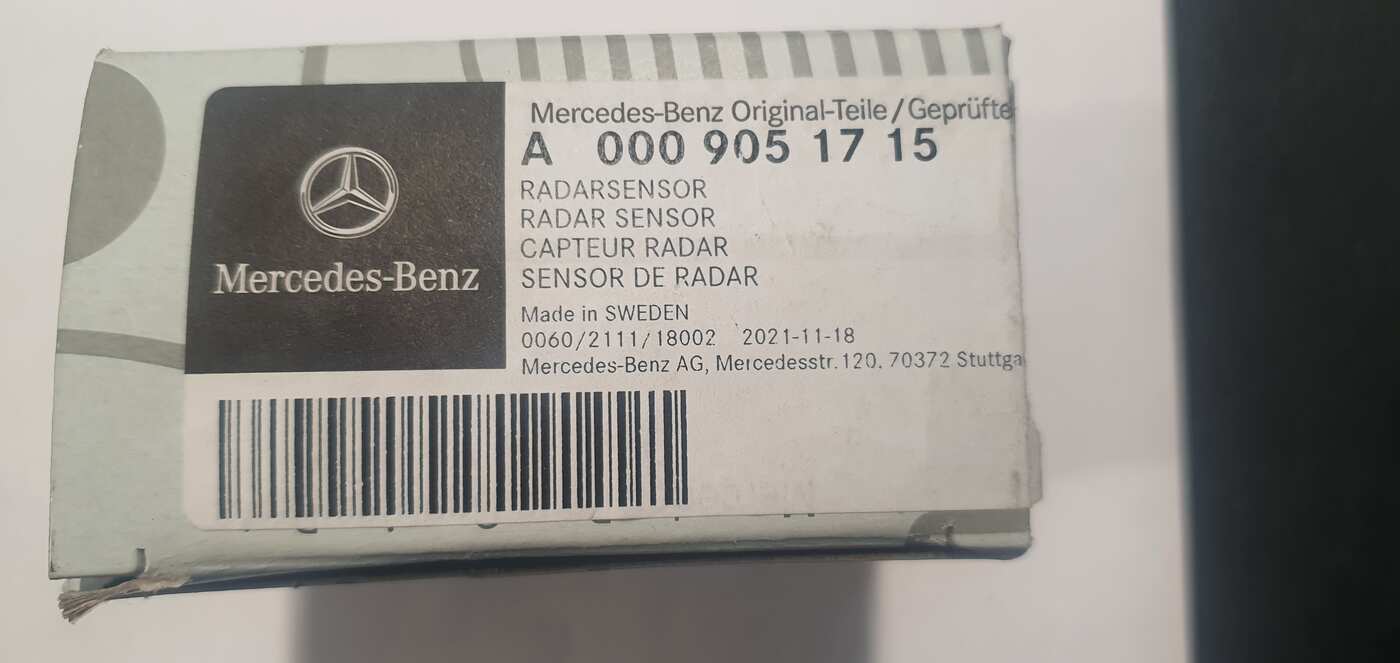 Mercedes-Benz
Mercedes-Benz Original-Teile/Geprüfte
A 000 905 17 15
RADARSENSOR
RADAR SENSOR
CAPTEUR RADAR
SENSOR DE RADAR
Made in SWEDEN
0060/2111/18002 2021-11-18
Mercedes-Benz AG, Mercedesstr. 120, 70372 Stuttga